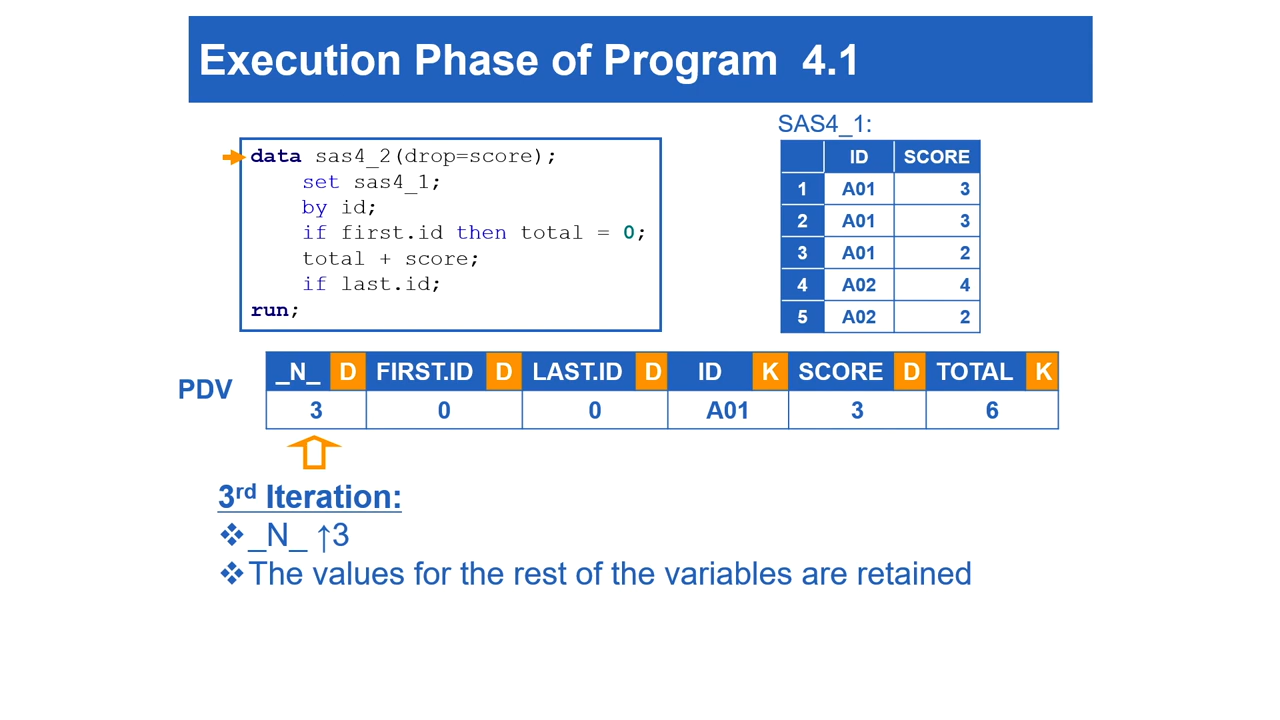 Execution Phase of Program 4.1
data sas4_2(drop=score);
set sas4_1;
by id;
if first.id then total = 0;
total + score;
if last.id;
run;
SAS4_1:
ID SCORE
1 A01 3
2 A01 3
3 A01 2
4 A02 4
5 A02 2
PDV
_N_ D FIRST.ID D LAST.ID D ID K SCORE D TOTAL K
3 0 0 A01 3 6
3rd Iteration:
❖_N_ ↑3
❖The values for the rest of the variables are retained